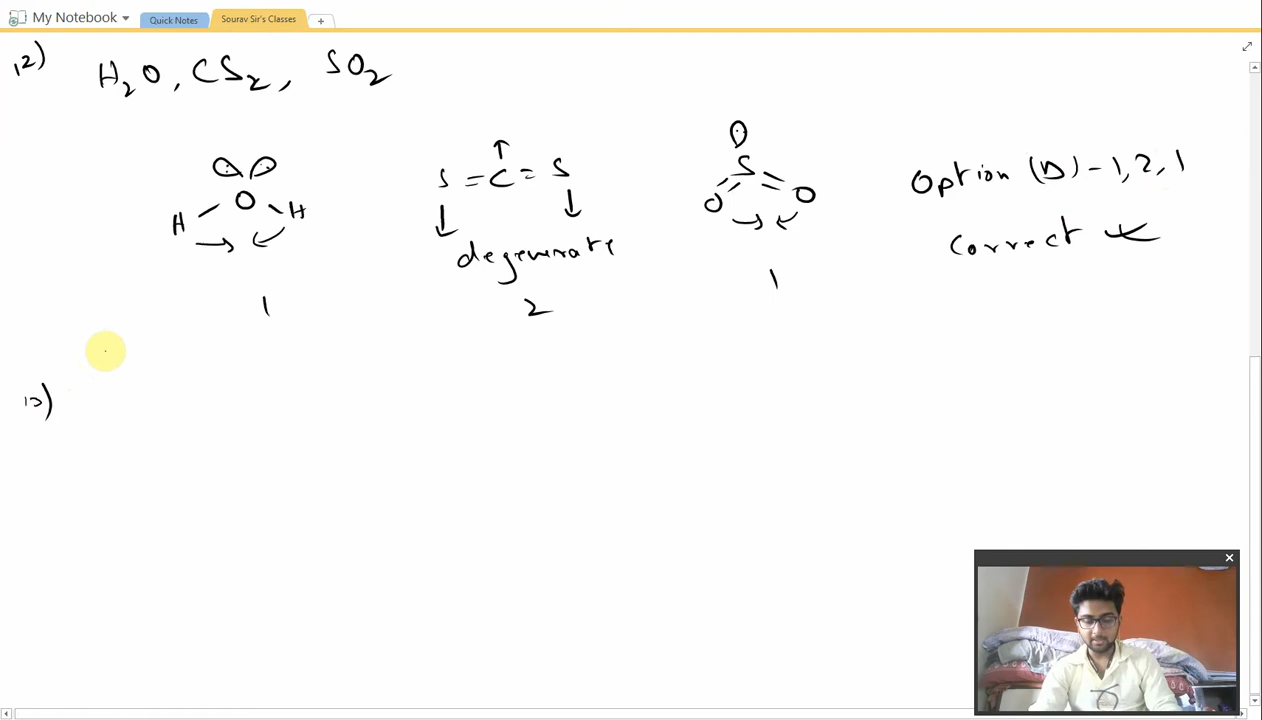 My Notebook
Quick Notes
Sourav Sir's Classes
12) H₂O, CS₂, SO₂
O
H H
1
S = C = S
degenerate
2
S
O O
1
Option (D) - 1, 2, 1
Correct
13)